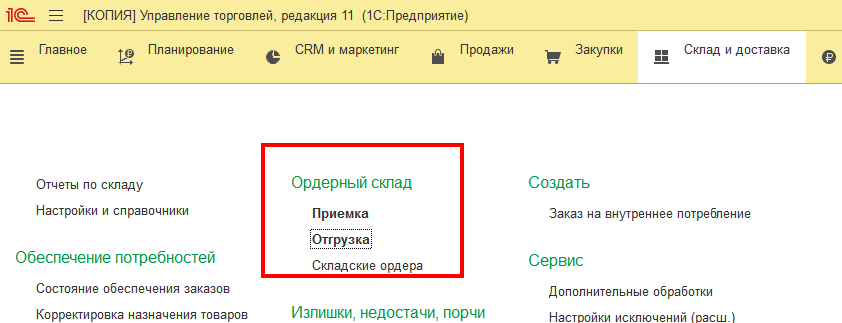 1С [КОПИЯ] Управление торговлей, редакция 11 (1С:Предприятие)
Главное Планирование CRM и маркетинг Продажи Закупки Склад и доставка
Отчеты по складу
Настройки и справочники
Обеспечение потребностей
Состояние обеспечения заказов
Корректировка назначения товаров
Ордерный склад
Приемка
Отгрузка
Складские ордера
Излишки, недостачи, порчи
Создать
Заказ на внутреннее потребление
Сервис
Дополнительные обработки
Настройки исключений (расш.)